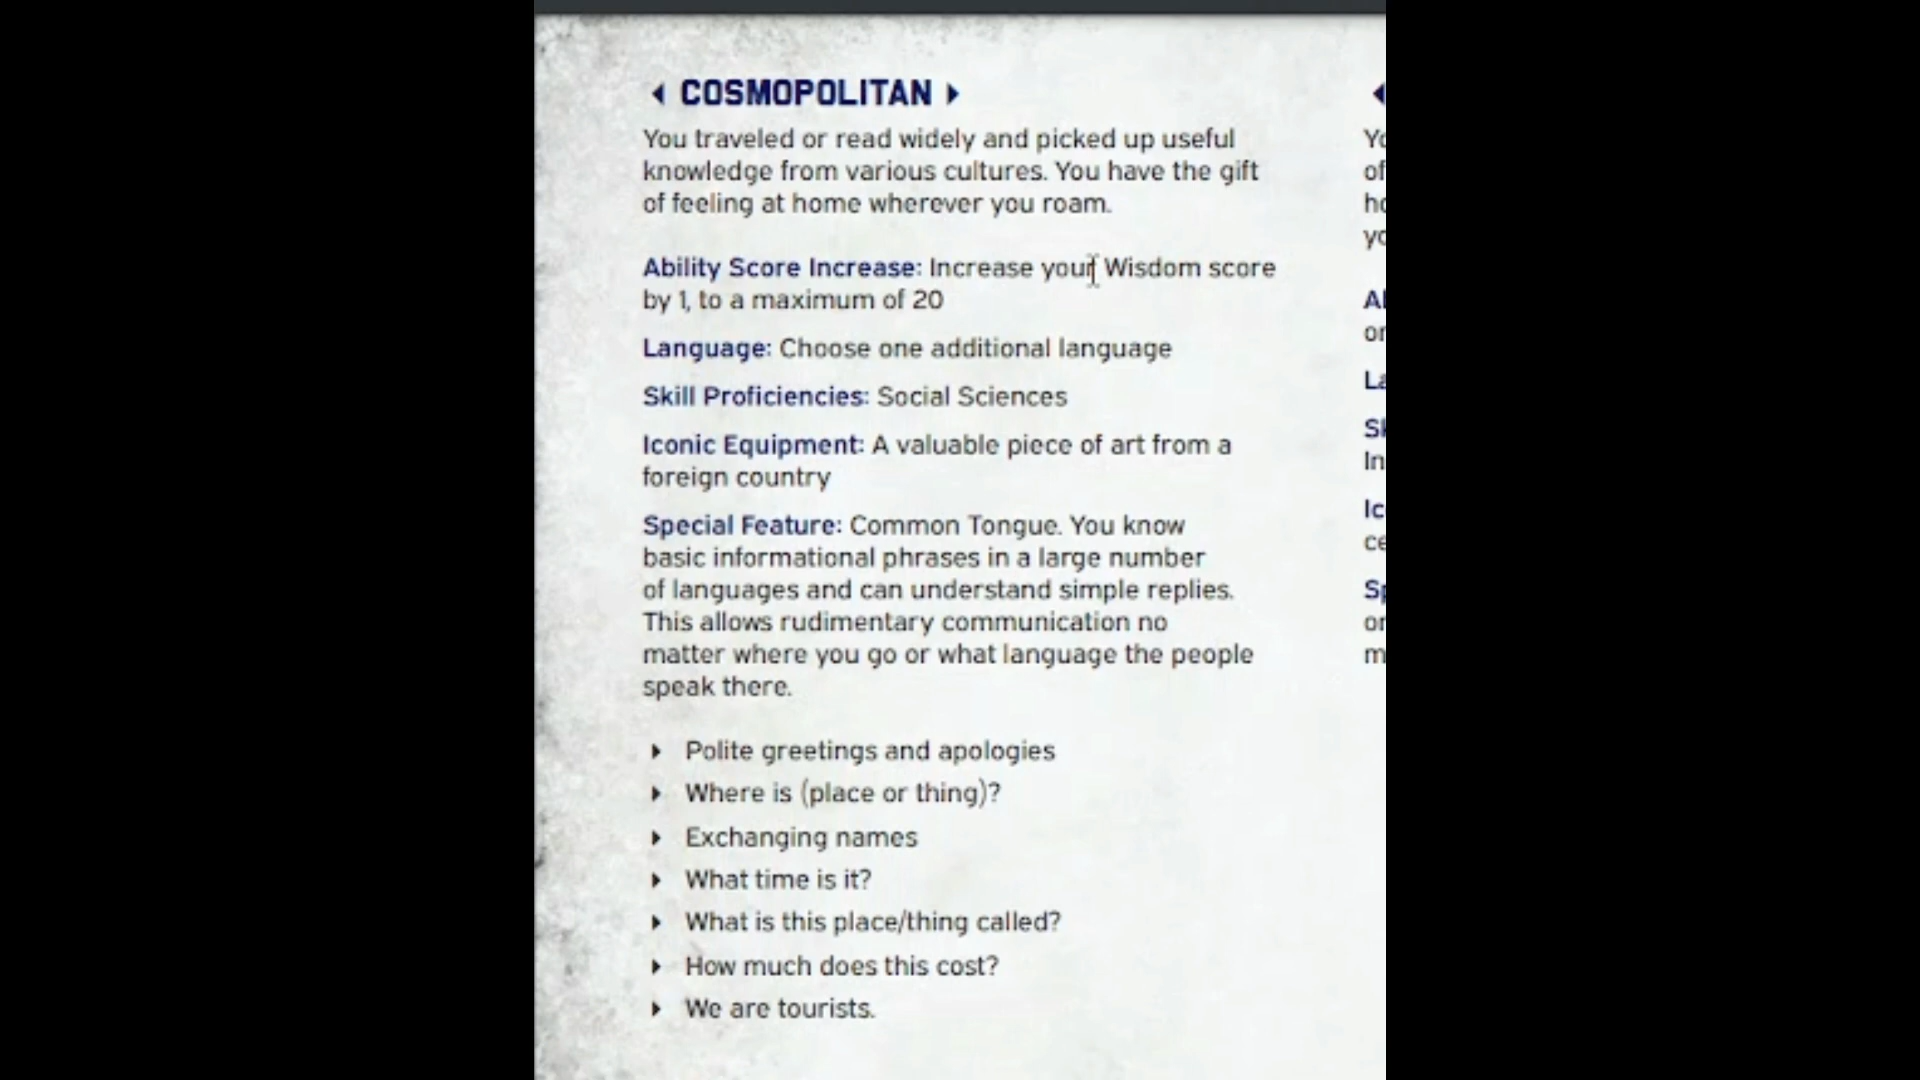 COSMOPOLITAN
You traveled or read widely and picked up useful
knowledge from various cultures. You have the gift
of feeling at home wherever you roam.
Ability Score Increase: Increase your Wisdom score
by 1, to a maximum of 20
Language: Choose one additional language
Skill Proficiencies: Social Sciences
Iconic Equipment: A valuable piece of art from a
foreign country
Special Feature: Common Tongue. You know
basic informational phrases in a large number
of languages and can understand simple replies.
This allows rudimentary communication no
matter where you go or what language the people
speak there.
Polite greetings and apologies
Where is (place or thing)?
Exchanging names
What time is it?
What is this place/thing called?
How much does this cost?
We are tourists.